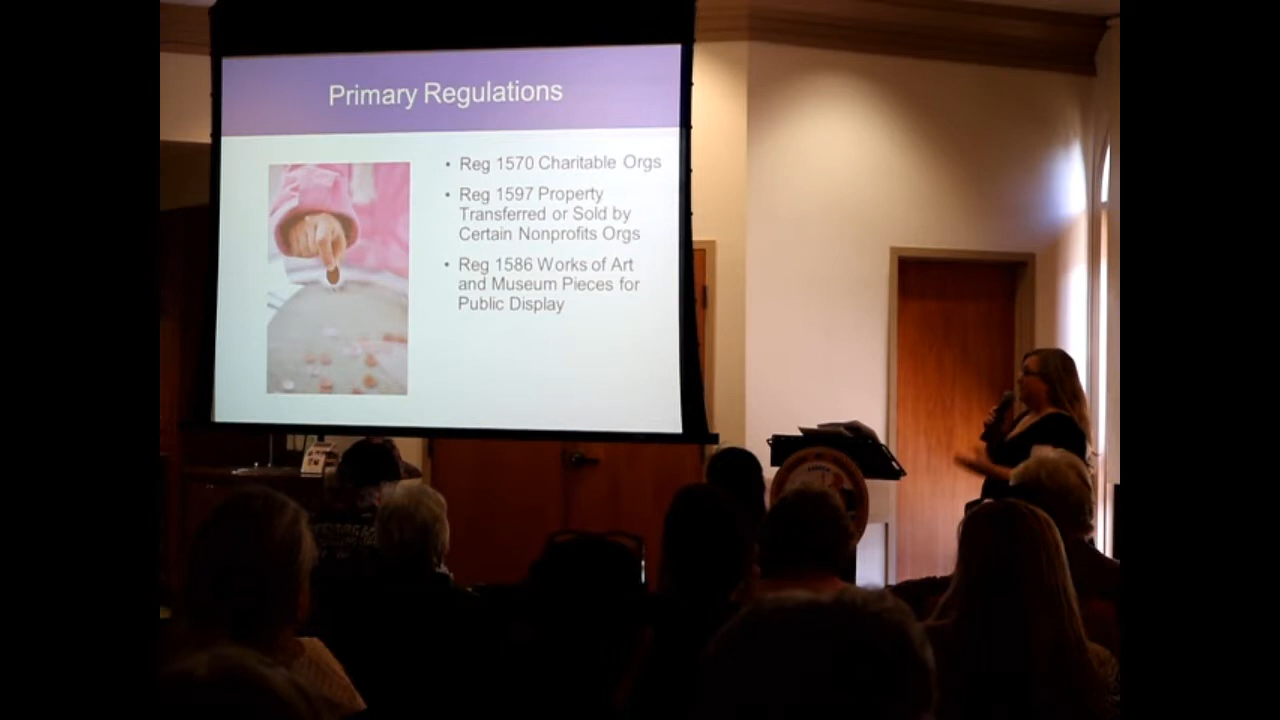 Primary Regulations
• Reg 1570 Charitable Orgs
• Reg 1597 Property
Transferred or Sold by
Certain Nonprofits Orgs
• Reg 1586 Works of Art
and Museum Pieces for
Public Display